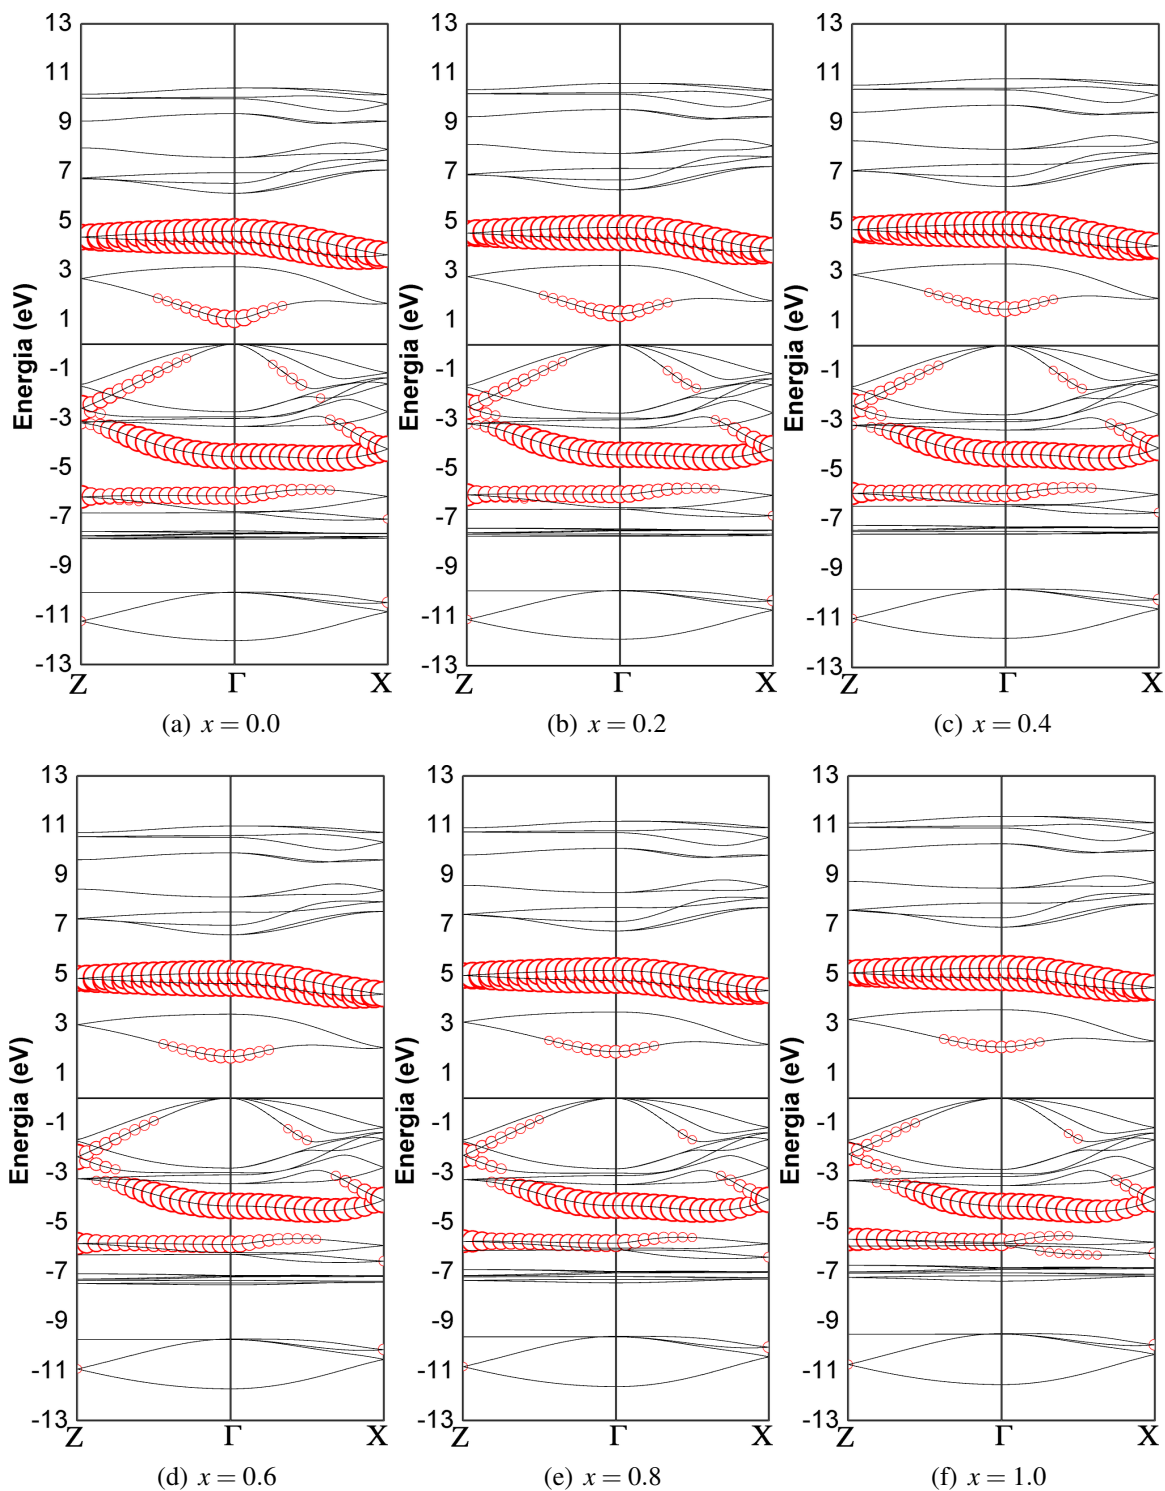 13 13 13
11 11 11
9 9 9
7 7 7
5 5 5
3 3 3
1 1 1
-1 -1 -1
-3 -3 -3
-5 -5 -5
-7 -7 -7
-9 -9 -9
-11 -11 -11
-13 -13 -13
Energia (eV) Energia (eV) Energia (eV)
Z Γ X Z Γ X Z Γ X
(a) x = 0.0 (b) x = 0.2 (c) x = 0.4
13 13 13
11 11 11
9 9 9
7 7 7
5 5 5
3 3 3
1 1 1
-1 -1 -1
-3 -3 -3
-5 -5 -5
-7 -7 -7
-9 -9 -9
-11 -11 -11
-13 -13 -13
Energia (eV) Energia (eV) Energia (eV)
Z Γ X Z Γ X Z Γ X
(d) x = 0.6 (e) x = 0.8 (f) x = 1.0